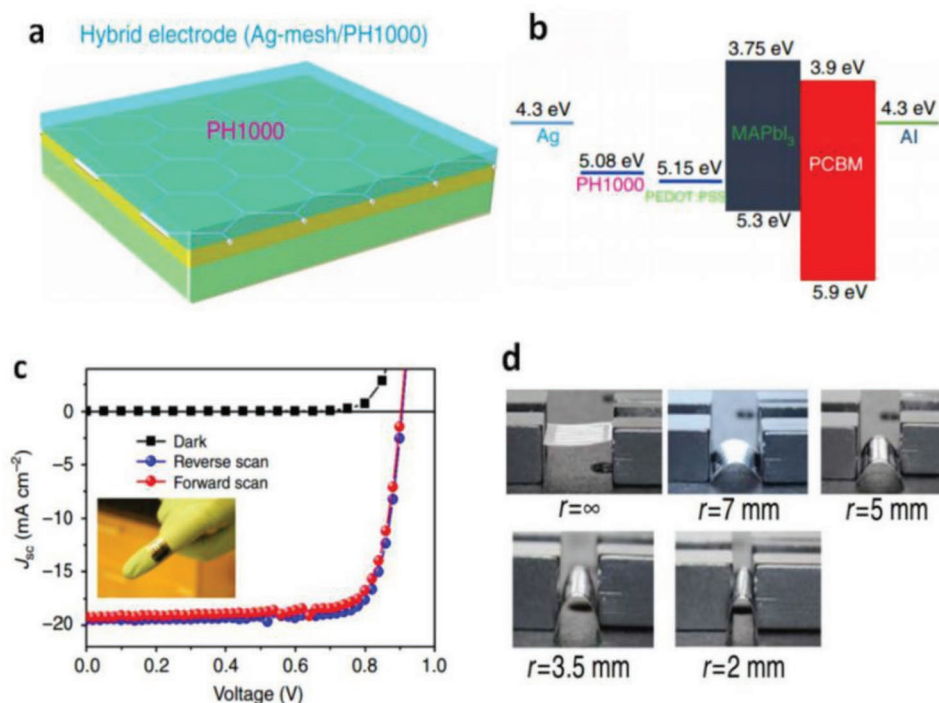 a
Hybrid electrode (Ag-mesh/PH1000)
PH1000
b
3.75 eV
3.9 eV
4.3 eV
4.3 eV
Ag
MAPbI₃
Al
5.08 eV
5.15 eV
PCBM
PH1000
PEDOT:PSS
5.3 eV
5.9 eV
c
0
−5
−10
−15
−20
J_sc (mA cm⁻²)
Dark
Reverse scan
Forward scan
0.0 0.2 0.4 0.6 0.8 1.0
Voltage (V)
d
r=∞
r=7 mm
r=5 mm
r=3.5 mm
r=2 mm